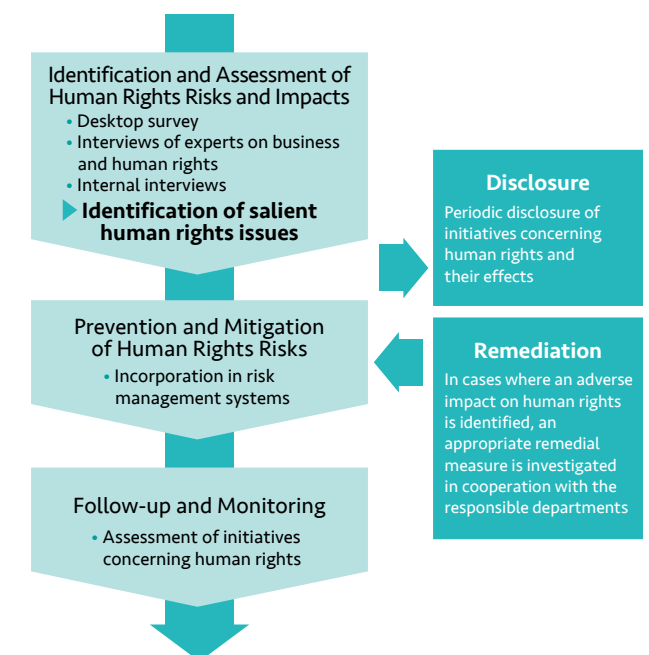 Identification and Assessment of
Human Rights Risks and Impacts
• Desktop survey
• Interviews of experts on business
and human rights
• Internal interviews
Identification of salient
human rights issues
Disclosure
Periodic disclosure of
initiatives concerning
human rights and
their effects
Prevention and Mitigation
of Human Rights Risks
• Incorporation in risk
management systems
Remediation
In cases where an adverse
impact on human rights
is identified, an
appropriate remedial
measure is investigated
in cooperation with the
responsible departments
Follow-up and Monitoring
• Assessment of initiatives
concerning human rights